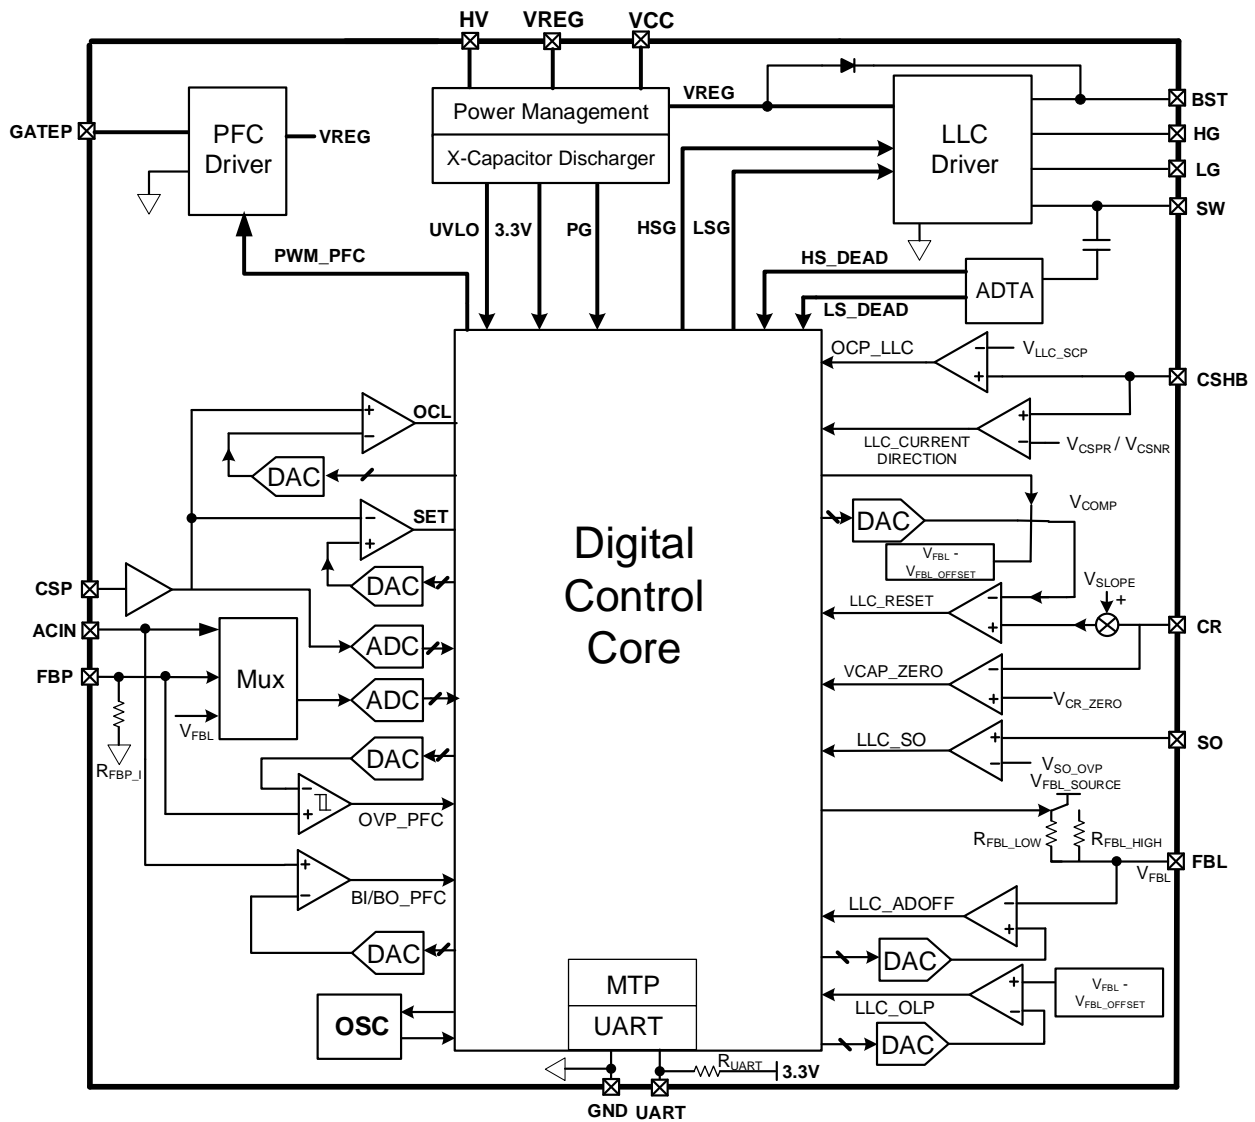 HV VREG VCC
GATEP
PFC
Driver
VREG
Power Management
X-Capacitor Discharger
VREG
LLC
Driver
BST
HG
LG
SW
UVLO 3.3V PG HSG LSG
PWM_PFC
HS_DEAD
LS_DEAD
ADTA
OCP_LLC
VLLC_SCP
CSHB
LLC_CURRENT
DIRECTION
VCSPR / VCSNR
+
-
OCL
DAC
-
+
SET
DAC
-
+
+
-
DAC
VCOMP
VFBL -
VFBL_OFFSET
Digital
Control
Core
CSP
ACIN
FBP
Mux
VFBL
RFBP_I
ADC
ADC
DAC
-
+
OVP_PFC
+
-
BI/BO_PFC
DAC
OSC
VSLOPE
+
LLC_RESET
-
+
CR
VCAP_ZERO
-
+
VCR_ZERO
LLC_SO
+
-
SO
VSO_OVP
VFBL_SOURCE
RFBL_LOW
RFBL_HIGH
FBL
VFBL
LLC_ADOFF
-
+
DAC
LLC_OLP
+
-
VFBL -
VFBL_OFFSET
DAC
MTP
UART
RUART
3.3V
GND UART